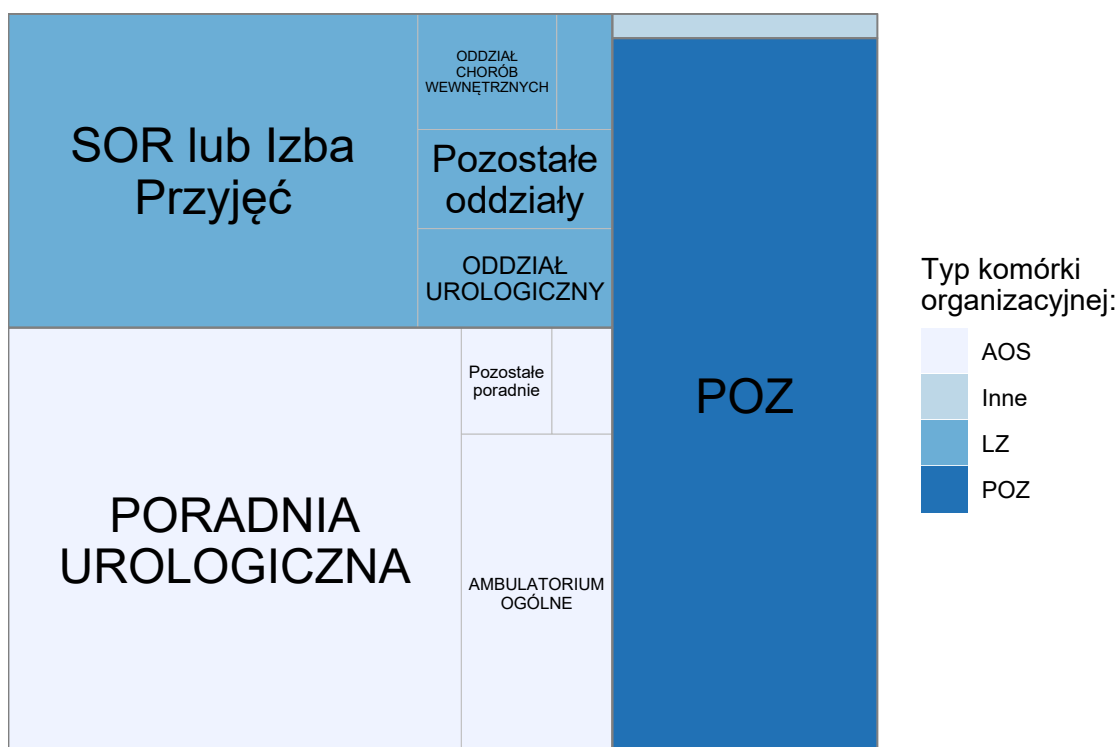 SOR lub Izba
Przyjęć
ODDZIAŁ
CHORÓB
WEWNĘTRZNYCH
Pozostałe
oddziały
ODDZIAŁ
UROLOGICZNY
PORADNIA
UROLOGICZNA
Pozostałe
poradnie
AMBULATORIUM
OGÓLNE
POZ
Typ komórki
organizacyjnej:
AOS
Inne
LZ
POZ